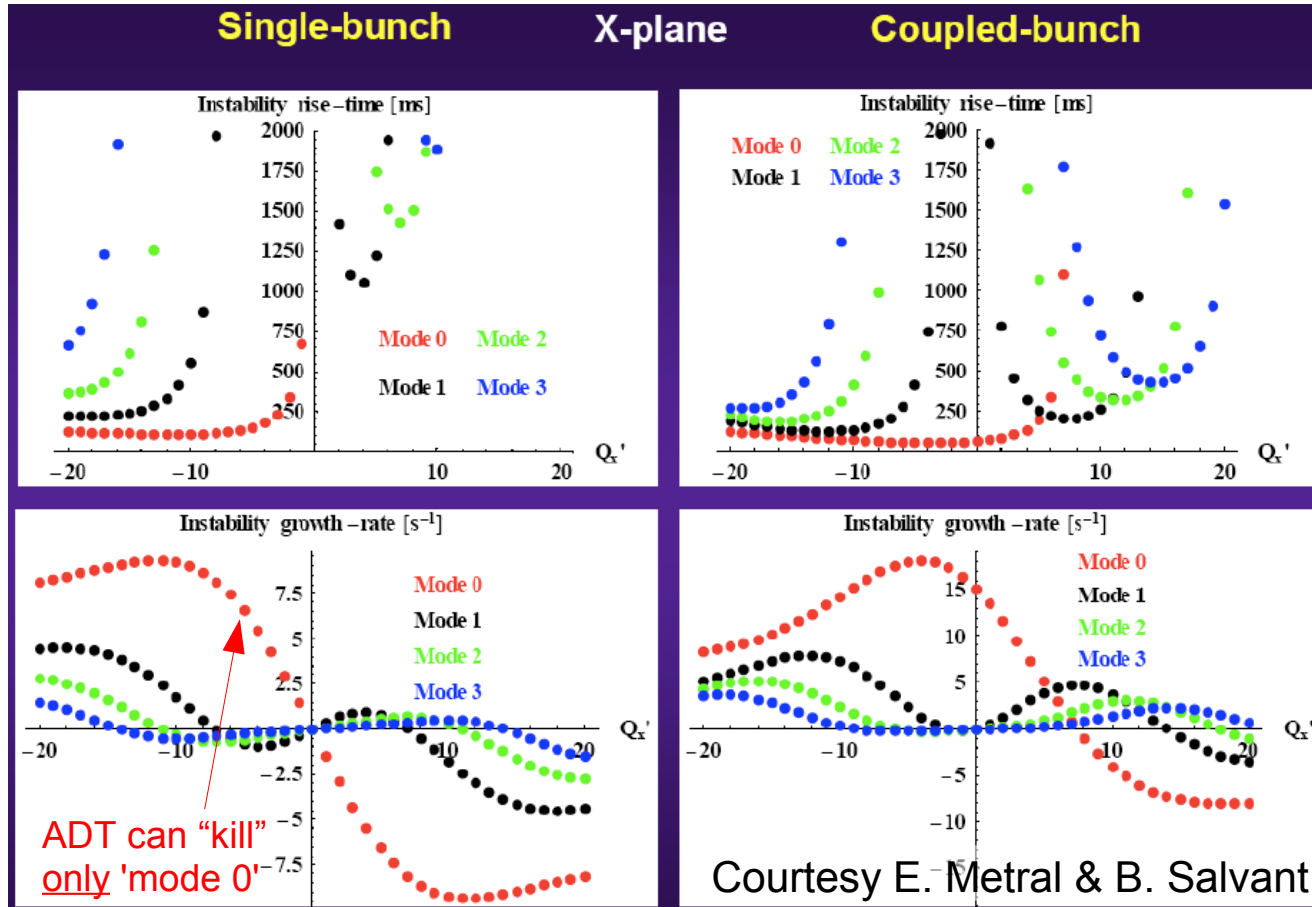 Single-bunch X-plane Coupled-bunch
Instability rise-time [ms]
2000
1750
1500
1250
1000
750
500
250
Mode 0 Mode 2
Mode 1 Mode 3
-20 -10 10 20
Qx'
Instability rise-time [ms]
2000
1750
1500
1250
1000
750
500
250
Mode 0 Mode 2
Mode 1 Mode 3
-20 -10 10 20
Qx'
Instability growth-rate [s⁻¹]
7.5
5
2.5
-2.5
-5
-7.5
Mode 0
Mode 1
Mode 2
Mode 3
-20 -10 10 20
Qx'
ADT can “kill”
only 'mode 0'
Instability growth-rate [s⁻¹]
15
10
5
-5
-10
-15
Mode 0
Mode 1
Mode 2
Mode 3
-20 -10 10 20
Qx'
Courtesy E. Metral & B. Salvant